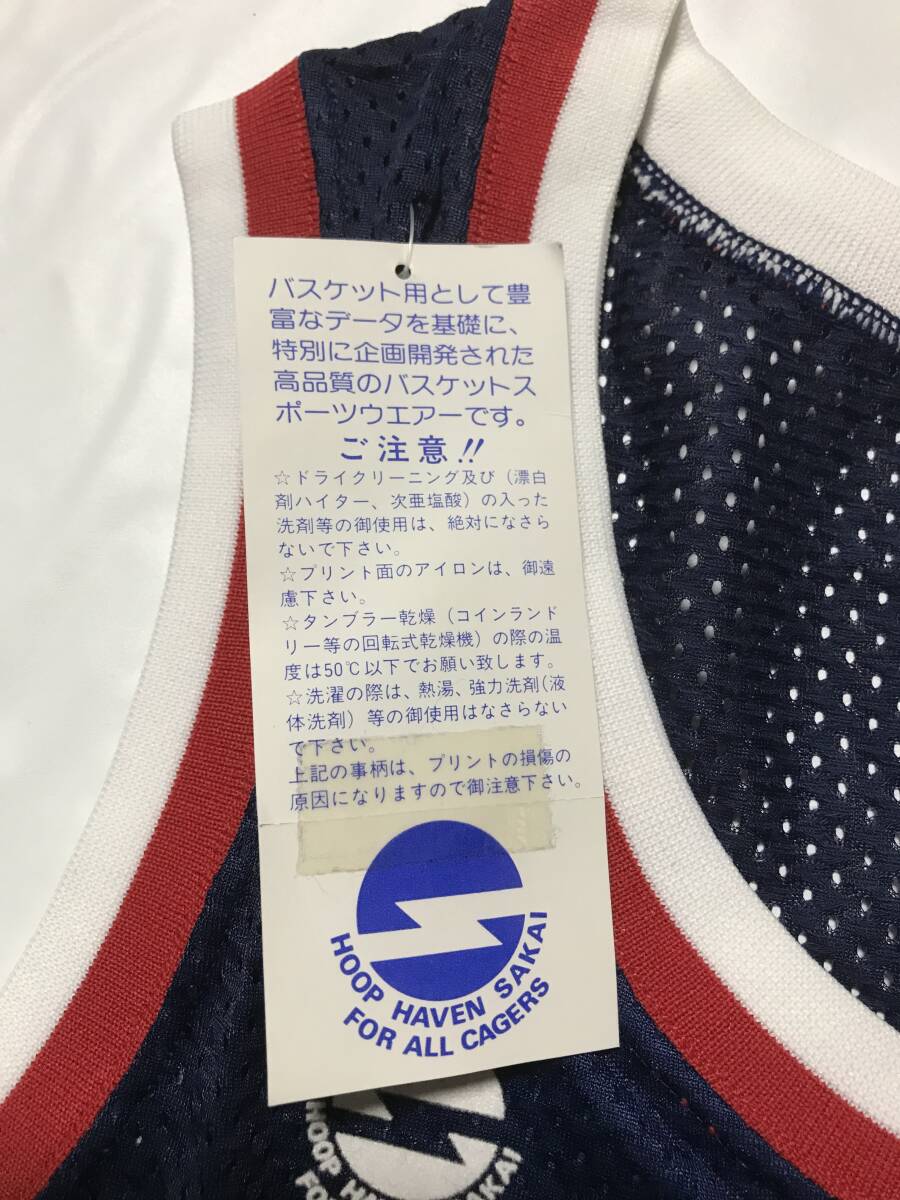 バスケット用として豊
富なデータを基礎に、
特別に企画開発された
高品質のバスケットス
ポーツウエアーです。
ご注意!!
☆ドライクリーニング及び(漂白
剤ハイター、次亜塩酸)の入った
洗剤等の御使用は、絶対になさら
ないで下さい。
☆プリント面のアイロンは、御遠
慮下さい。
☆タンブラー乾燥(コインランド
リー等の回転式乾燥機)の際の温
度は50℃以下でお願い致します。
☆洗濯の際は、熱湯、強力洗剤(液
体洗剤)等の御使用はなさらない
で下さい。
上記の事柄は、プリントの損傷の
原因になりますので御注意下さい。
HOOP HAVEN SAKAI
FOR ALL CAGERS
HOOP HA SAKAI
FO